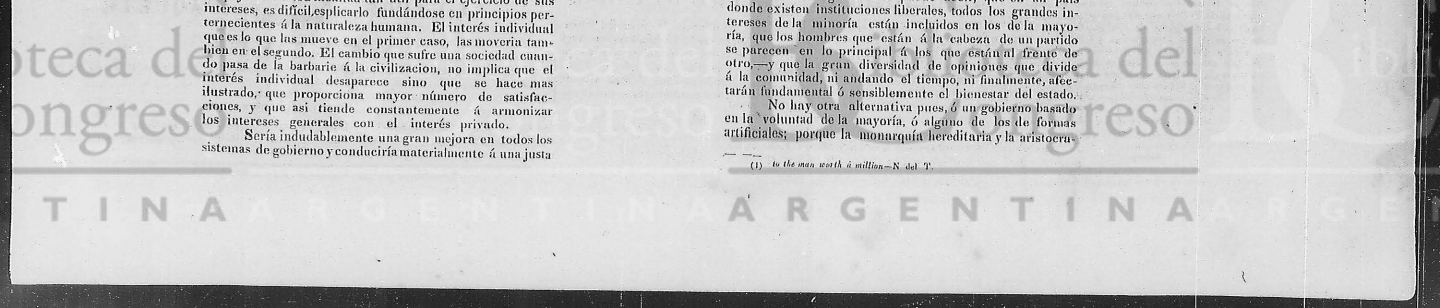 intereses, es difícil, esplicarlo fundándose en principios per-
tenecientes á la naturaleza humana. El interés individual
que es lo que las mueve en el primer caso, las moveria tam-
bien en el segundo. El cambio que sufre una sociedad cuan-
do pasa de la barbarie á la civilizacion, no implica que el
interés individual desaparece sino que se hace mas
ilustrado, que proporciona mayor número de satisfac-
ciones, y que asi tiende constantemente á armonizar
los intereses generales con el interés privado.
Sería indudablemente una gran mejora en todos los
sistemas de gobierno y conduciría materialmente á una justa
donde existen instituciones liberales, todos los grandes in-
tereses de la minoría están incluidos en los de la mayo-
ría, que los hombres que están á la cabeza de un partido
se parecen en lo principal á los que están al frente de
otro,—y que la gran diversidad de opiniones que divide
á la comunidad, ni andando el tiempo, ni finalmente, afec-
tarán fundamental ó sensiblemente el bienestar del estado.
No hay otra alternativa pues, ó un gobierno basado
en la voluntad de la mayoría, ó alguno de los de formas
artificiales; porque la monarquía hereditaria y la aristocra-
(1) to the man worth á million—N del T.
oteca de
ongreso
TINA
ARGENTINA
del
greso
ARGENTINA